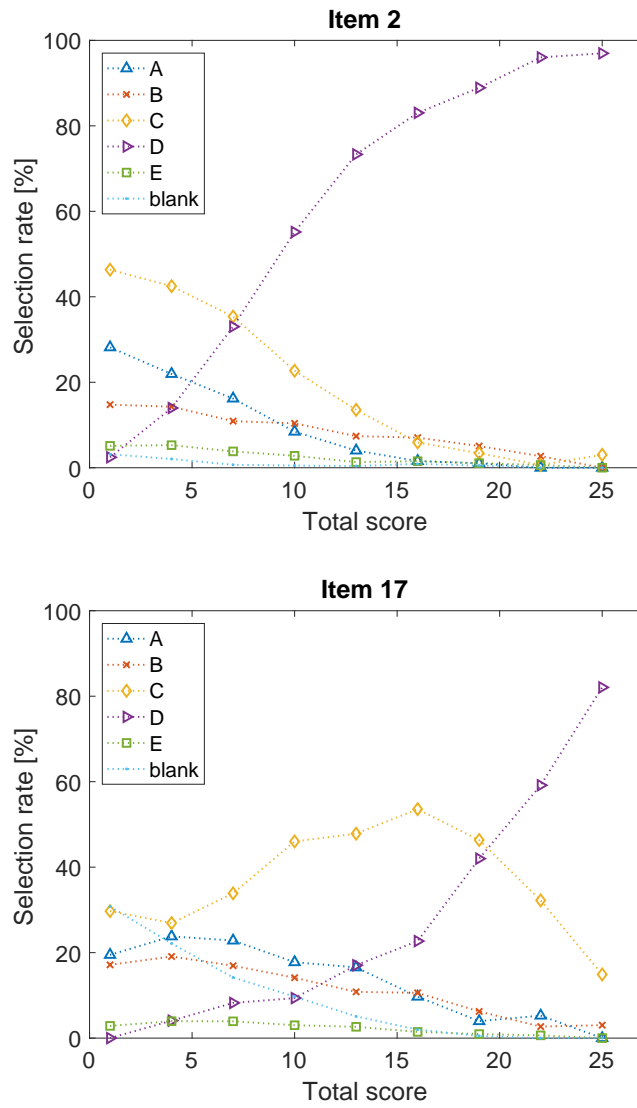 Item 2
100
80
60
40
20
0
Selection rate [%]
A
B
C
D
E
blank
0
5
10
15
20
25
Total score
Item 17
100
80
60
40
20
0
Selection rate [%]
A
B
C
D
E
blank
0
5
10
15
20
25
Total score